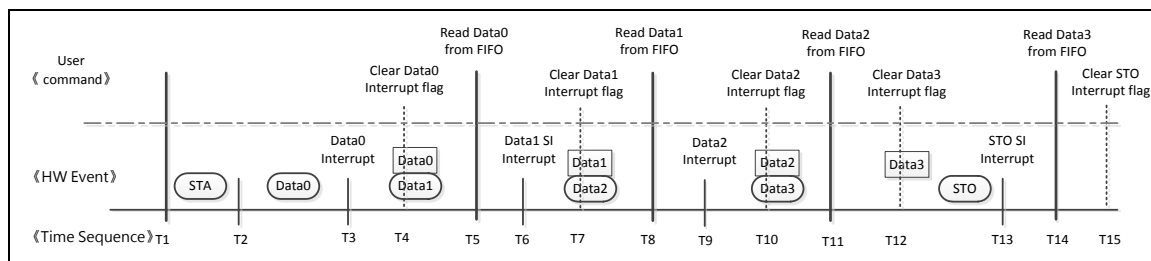 Read Data0 Read Data1 Read Data2 Read Data3
User from FIFO from FIFO from FIFO from FIFO
《 command》 Clear Data0 Clear Data1 Clear Data2 Clear Data3 Clear STO
Interrupt flag Interrupt flag Interrupt flag Interrupt flag Interrupt flag
Data0 Data1 SI Data2 STO SI
Interrupt Interrupt Interrupt Interrupt
Data0 Data1 Data2 Data3
《HW Event》 STA Data0 Data1 Data2 Data3 STO
《Time Sequence》 T1 T2 T3 T4 T5 T6 T7 T8 T9 T10 T11 T12 T13 T14 T15